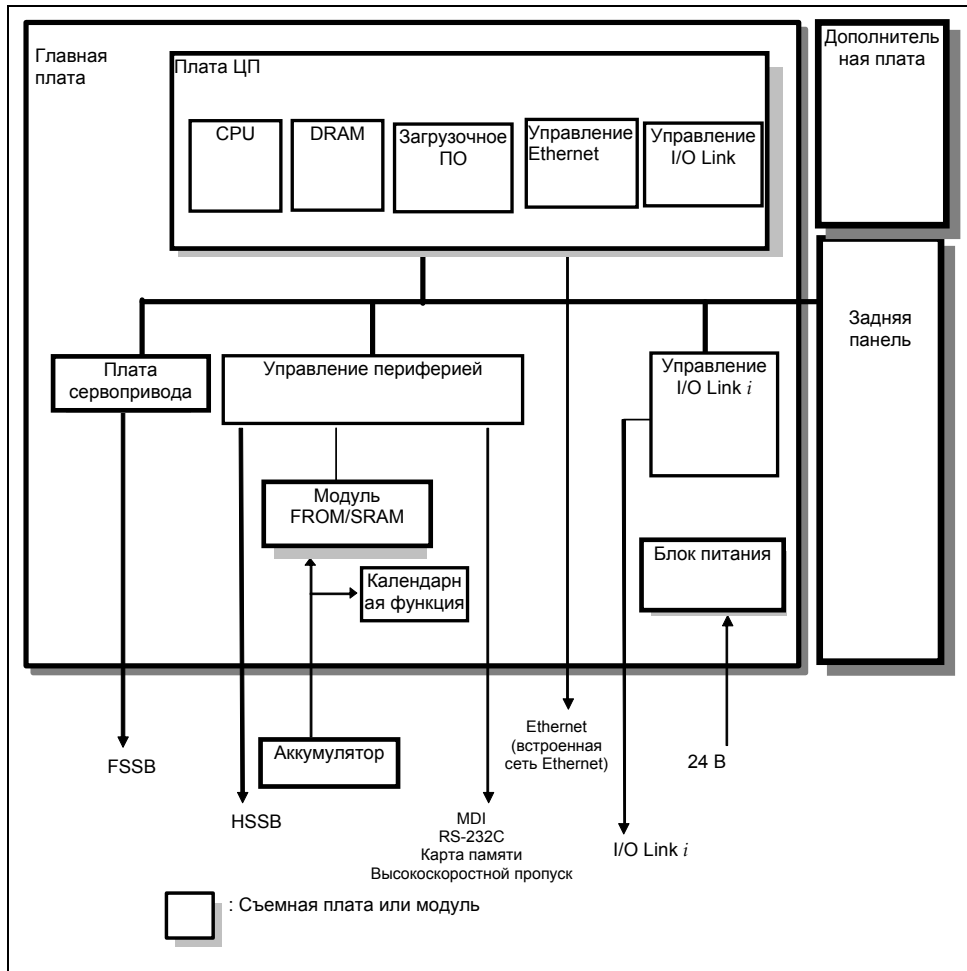 Главная
плата
Плата ЦП
CPU
DRAM
Загрузочное
ПО
Управление
Ethernet
Управление
I/O Link
Дополнитель
ная плата
Задняя
панель
Плата
сервопривода
Управление периферией
Управление
I/O Link i
Модуль
FROM/SRAM
Календарн
ая функция
Блок питания
Аккумулятор
FSSB
HSSB
MDI
RS-232C
Карта памяти
Высокоскоростной пропуск
Ethernet
(встроенная
сеть Ethernet)
I/O Link i
24 В
: Съемная плата или модуль